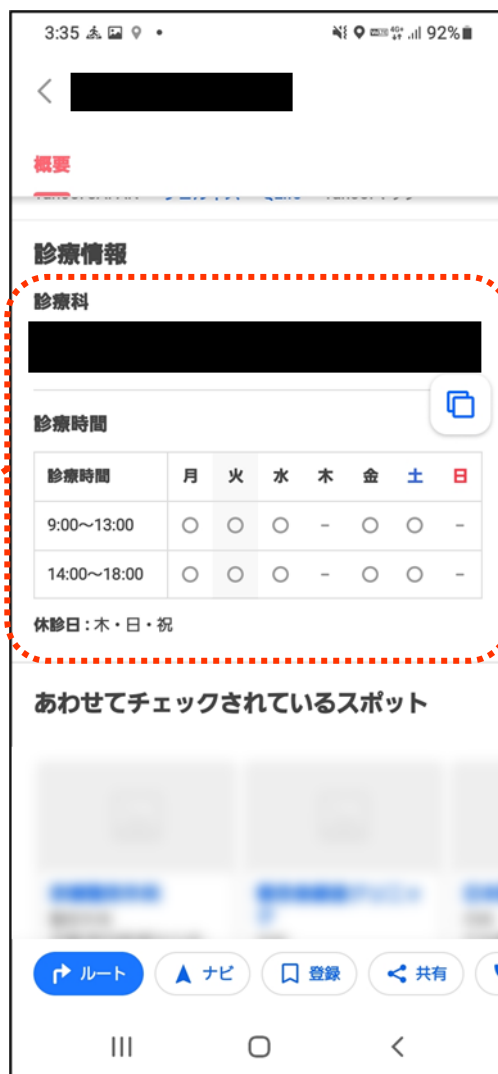 3:35
4G+ 92%
概要
診療情報
診療科
診療時間
診療時間 月 火 水 木 金 土 日
9:00〜13:00 ○ ○ ○ − ○ ○ −
14:00〜18:00 ○ ○ ○ − ○ ○ −
休診日：木・日・祝
あわせてチェックされているスポット
ルート ナビ 登録 共有